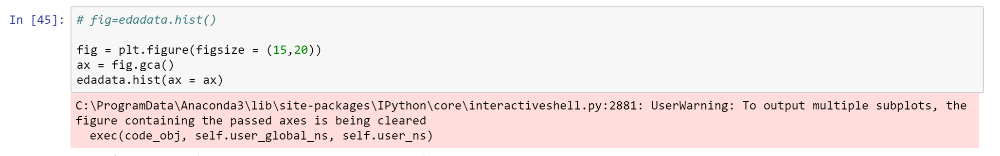 In [45]: # fig=edadata.hist()
fig = plt.figure(figsize = (15,20))
ax = fig.gca()
edadata.hist(ax = ax)
C:\ProgramData\Anaconda3\lib\site-packages\IPython\core\interactiveshell.py:2881: UserWarning: To output multiple subplots, the
figure containing the passed axes is being cleared
exec(code_obj, self.user_global_ns, self.user_ns)